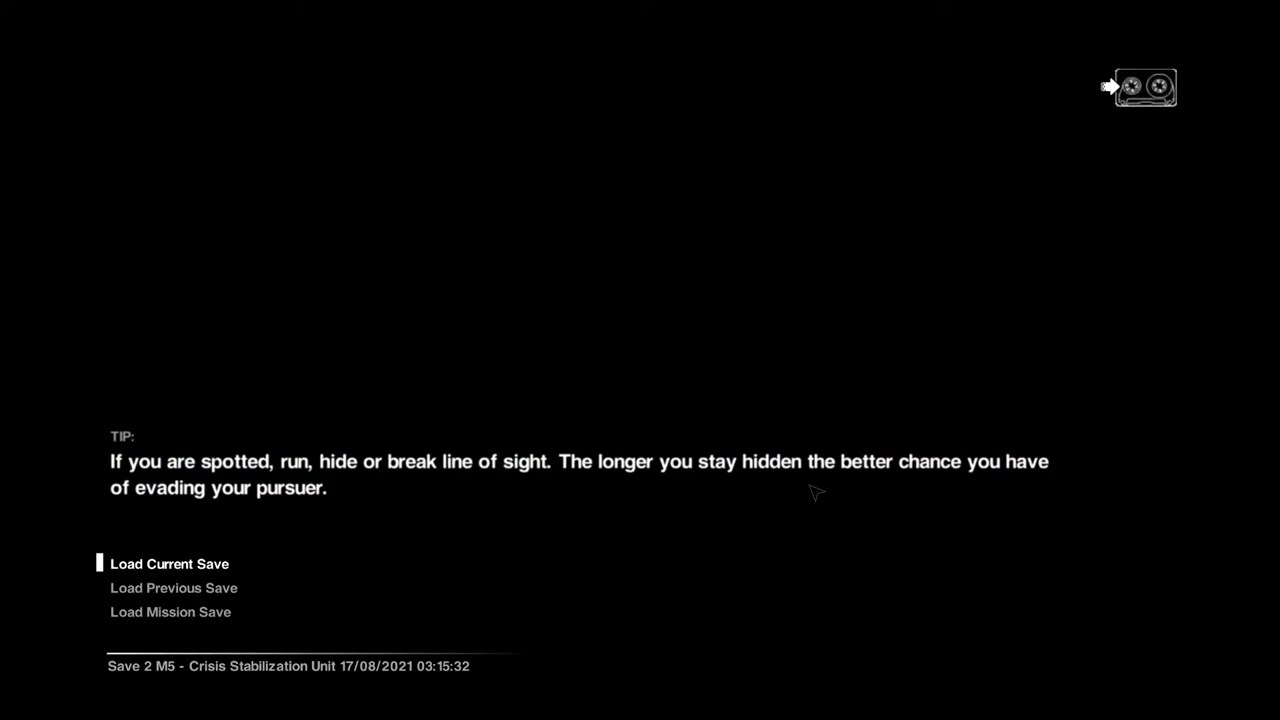 TIP:
If you are spotted, run, hide or break line of sight. The longer you stay hidden the better chance you have
of evading your pursuer.
Load Current Save
Load Previous Save
Load Mission Save
Save 2 M5 - Crisis Stabilization Unit 17/08/2021 03:15:32